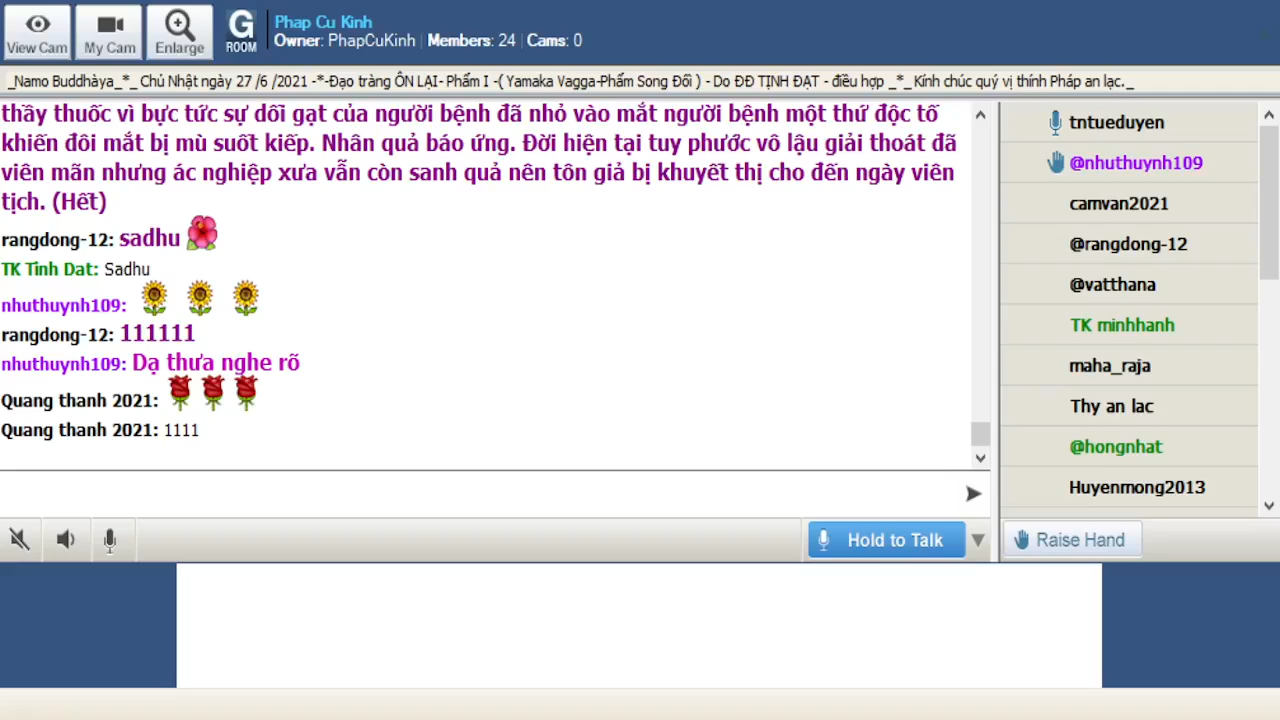 View Cam
My Cam
Enlarge
G
ROOM
Phap Cu Kinh
Owner: PhapCuKinh | Members: 24 | Cams: 0
_Namo Buddhàya_*_ Chủ Nhật ngày 27 /6 /2021 -*-Đạo tràng ÔN LẠI- Phẩm I -( Yamaka Vagga-Phẩm Song Đối ) - Do ĐĐ TỊNH ĐẠT - điều hợp _*_ Kính chúc quý vị thính Pháp an lạc._
thầy thuốc vì bực tức sự dối gạt của người bệnh đã nhỏ vào mắt người bệnh một thứ độc tố
khiến đôi mắt bị mù suốt kiếp. Nhân quả báo ứng. Đời hiện tại tuy phước vô lậu giải thoát đã
viên mãn nhưng ác nghiệp xưa vẫn còn sanh quả nên tôn giả bị khuyết thị cho đến ngày viên
tịch. (Hết)
rangdong-12: sadhu
TK Tinh Dat: Sadhu
nhuthuynh109:
rangdong-12: 111111
nhuthuynh109: Dạ thưa nghe rõ
Quang thanh 2021:
Quang thanh 2021: 1111
tntueduyen
@nhuthuynh109
camvan2021
@rangdong-12
@vatthana
TK minhhanh
maha_raja
Thy an lac
@hongnhat
Huyenmong2013
Hold to Talk
Raise Hand